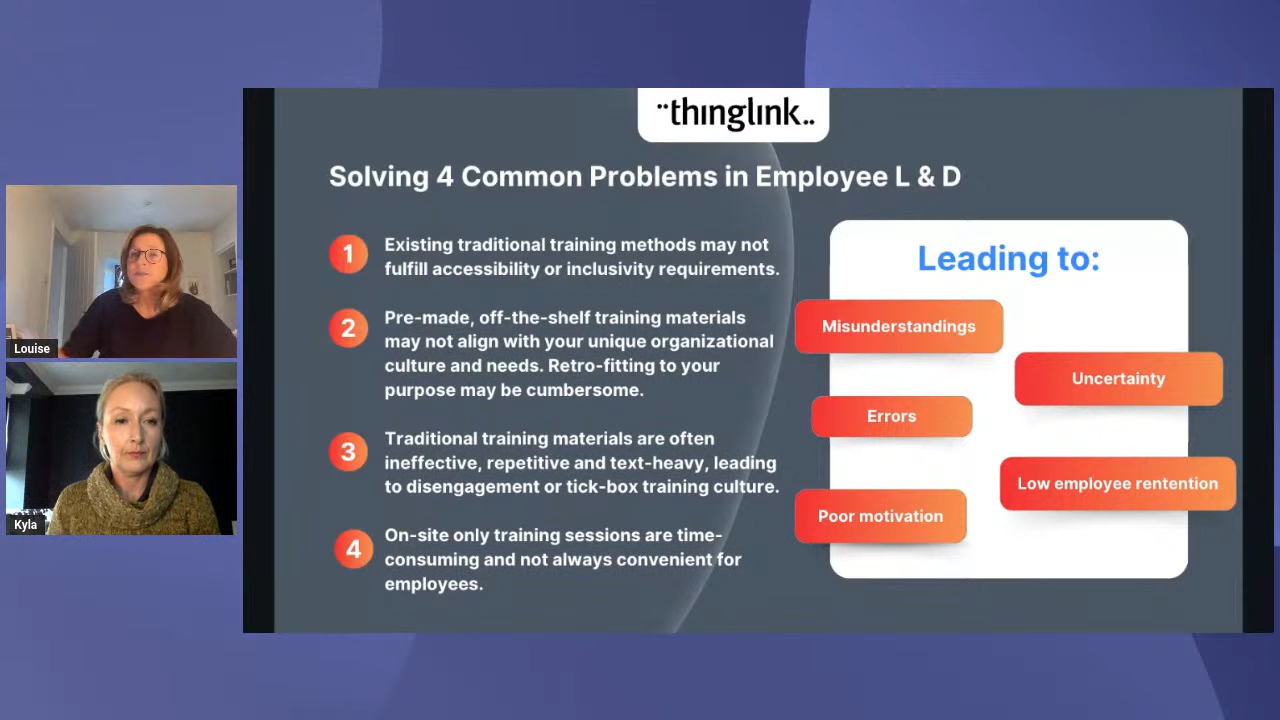 ¨thınglınk..
Solving 4 Common Problems in Employee L & D
1
Existing traditional training methods may not
fulfill accessibility or inclusivity requirements.
2
Pre-made, off-the-shelf training materials
may not align with your unique organizational
culture and needs. Retro-fitting to your
purpose may be cumbersome.
3
Traditional training materials are often
ineffective, repetitive and text-heavy, leading
to disengagement or tick-box training culture.
4
On-site only training sessions are time-
consuming and not always convenient for
employees.
Leading to:
Misunderstandings
Uncertainty
Errors
Low employee rentention
Poor motivation
Louise
Kyla